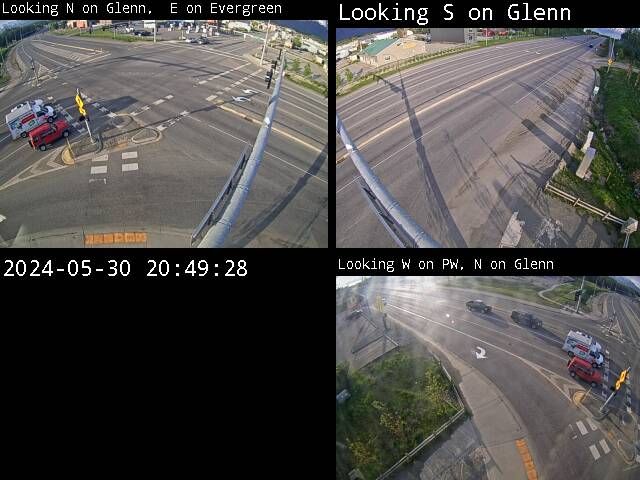 Looking N on Glenn,  E on Evergreen
Looking S on Glenn
2024-05-30 20:49:28
Looking W on PW, N on Glenn